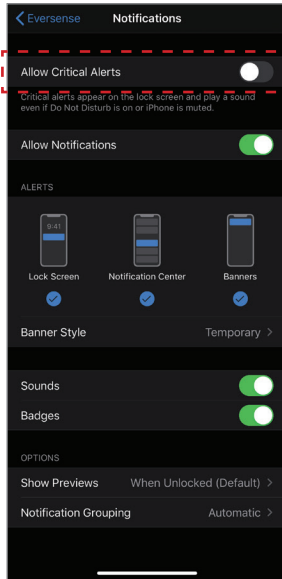 Eversense Notifications
Allow Critical Alerts
Critical alerts appear on the lock screen and play a sound
even if Do Not Disturb is on or iPhone is muted.
Allow Notifications
ALERTS
9:41
Lock Screen Notification Center Banners
Banner Style Temporary
Sounds
Badges
OPTIONS
Show Previews When Unlocked (Default)
Notification Grouping Automatic